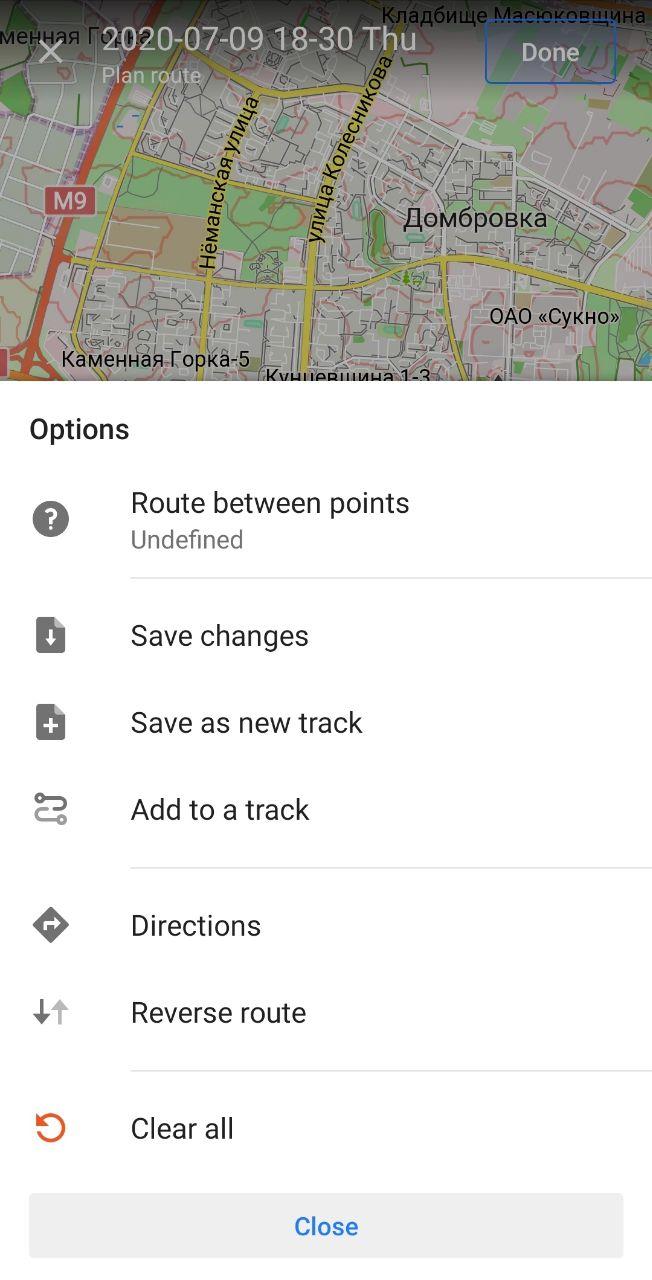 Кладбище Масюковщина
менная Горка
2020-07-09 18-30 Thu
Done
Plan route
M9
Нёманская улица
улица Колесникова
Домбровка
ОАО «Сукно»
Каменная Горка-5
Кунцевщина 1-3
Options
?
Route between points
Undefined
Save changes
Save as new track
Add to a track
Directions
Reverse route
Clear all
Close